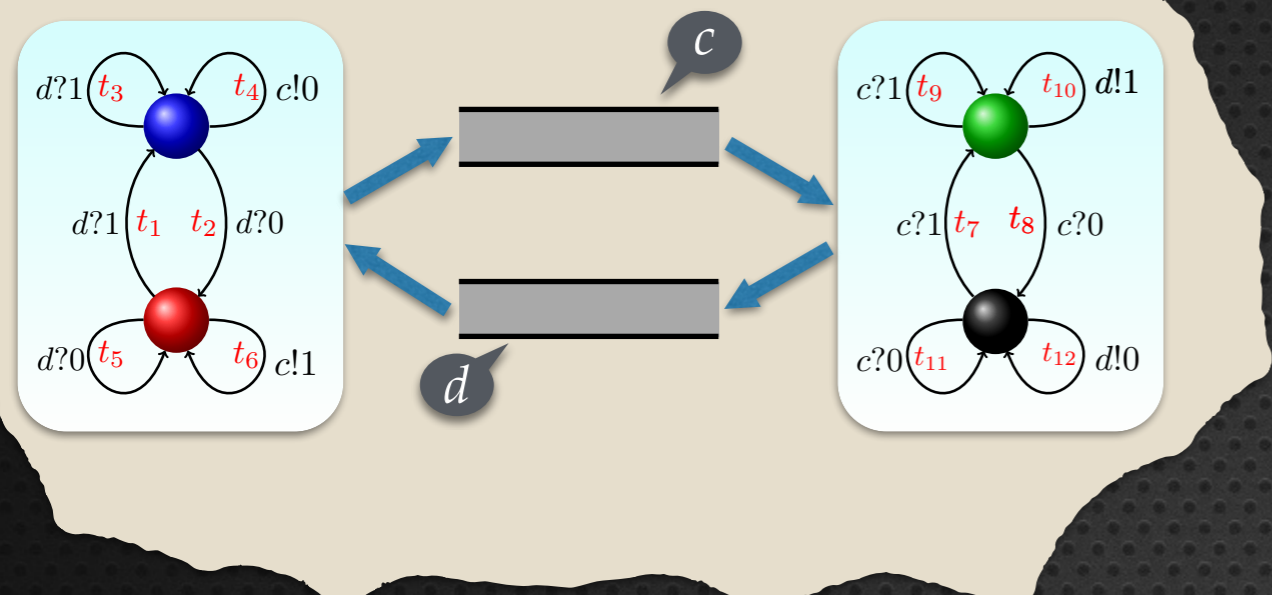 c
d?1 t₃ t₄ c!0
c?1 t₉ t₁₀ d!1
d?1 t₁ t₂ d?0
c?1 t₇ t₈ c?0
d?0 t₅ t₆ c!1
c?0 t₁₁ t₁₂ d!0
d